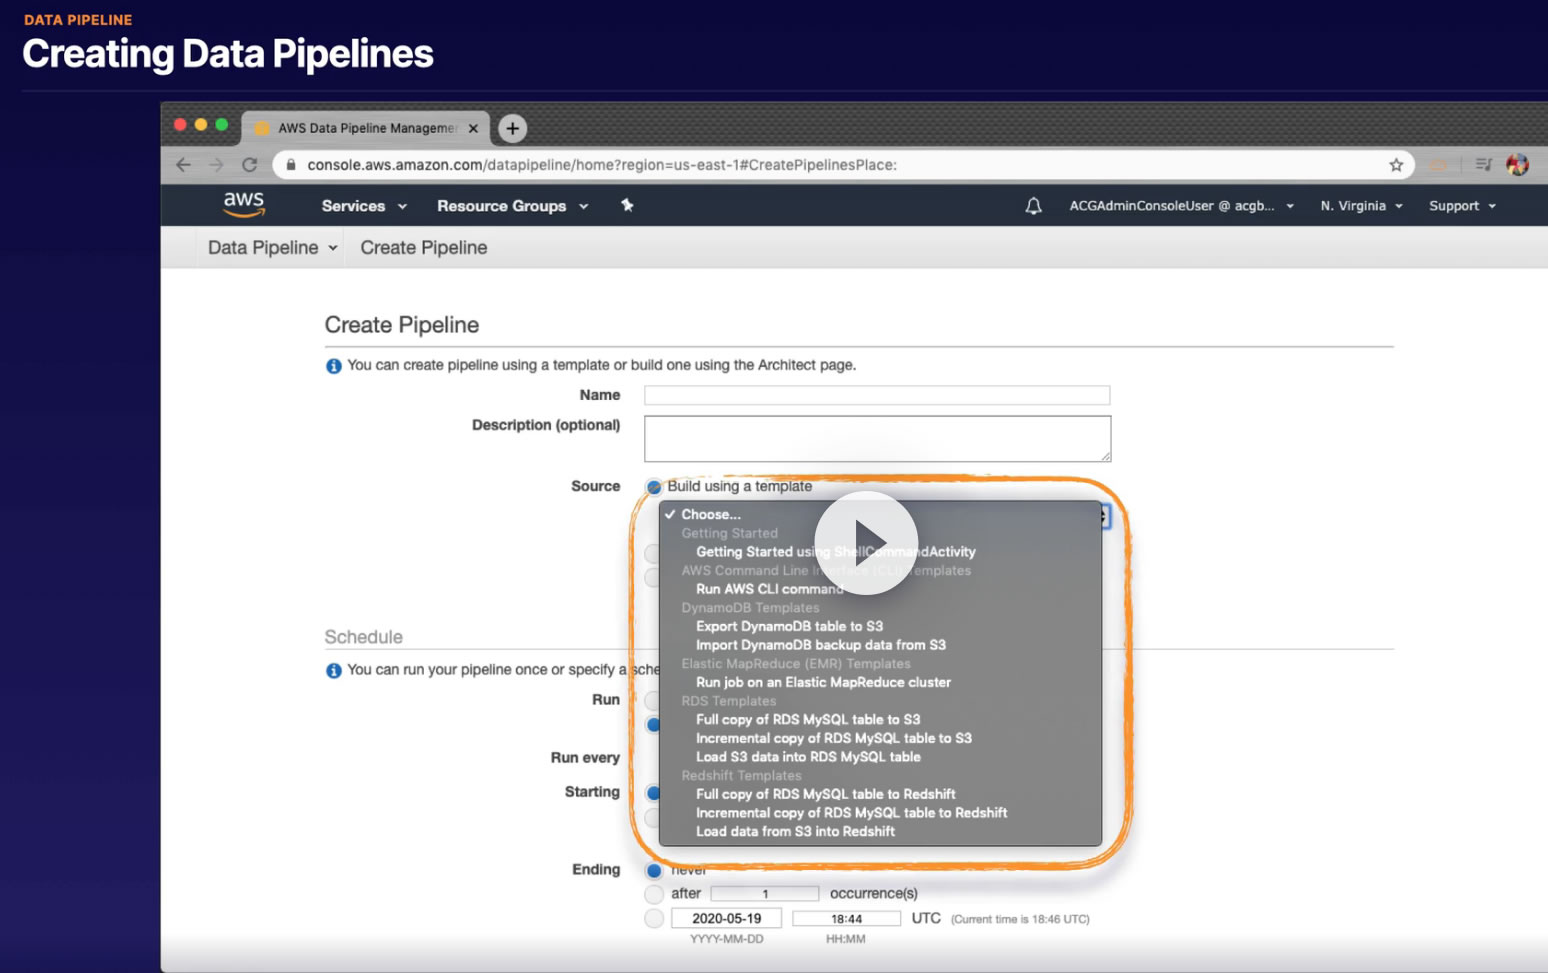 DATA PIPELINE
Creating Data Pipelines
AWS Data Pipeline Manageme
console.aws.amazon.com/datapipeline/home?region=us-east-1#CreatePipelinesPlace:
aws
Services
Resource Groups
ACGAdminConsoleUser @ acgb...
N. Virginia
Support
Data Pipeline
Create Pipeline
Create Pipeline
You can create pipeline using a template or build one using the Architect page.
Name
Description (optional)
Source
Build using a template
Choose...
Getting Started
Getting Started using ShellCommandActivity
AWS Command Line Interface (CLI) Templates
Run AWS CLI command
DynamoDB Templates
Export DynamoDB table to S3
Import DynamoDB backup data from S3
Elastic MapReduce (EMR) Templates
Run job on an Elastic MapReduce cluster
RDS Templates
Full copy of RDS MySQL table to S3
Incremental copy of RDS MySQL table to S3
Load S3 data into RDS MySQL table
Redshift Templates
Full copy of RDS MySQL table to Redshift
Incremental copy of RDS MySQL table to Redshift
Load data from S3 into Redshift
Schedule
You can run your pipeline once or specify a sche
Run
Run every
Starting
Ending
never
after 1 occurrence(s)
2020-05-19 18:44 UTC (Current time is 18:46 UTC)
YYYY-MM-DD HH:MM